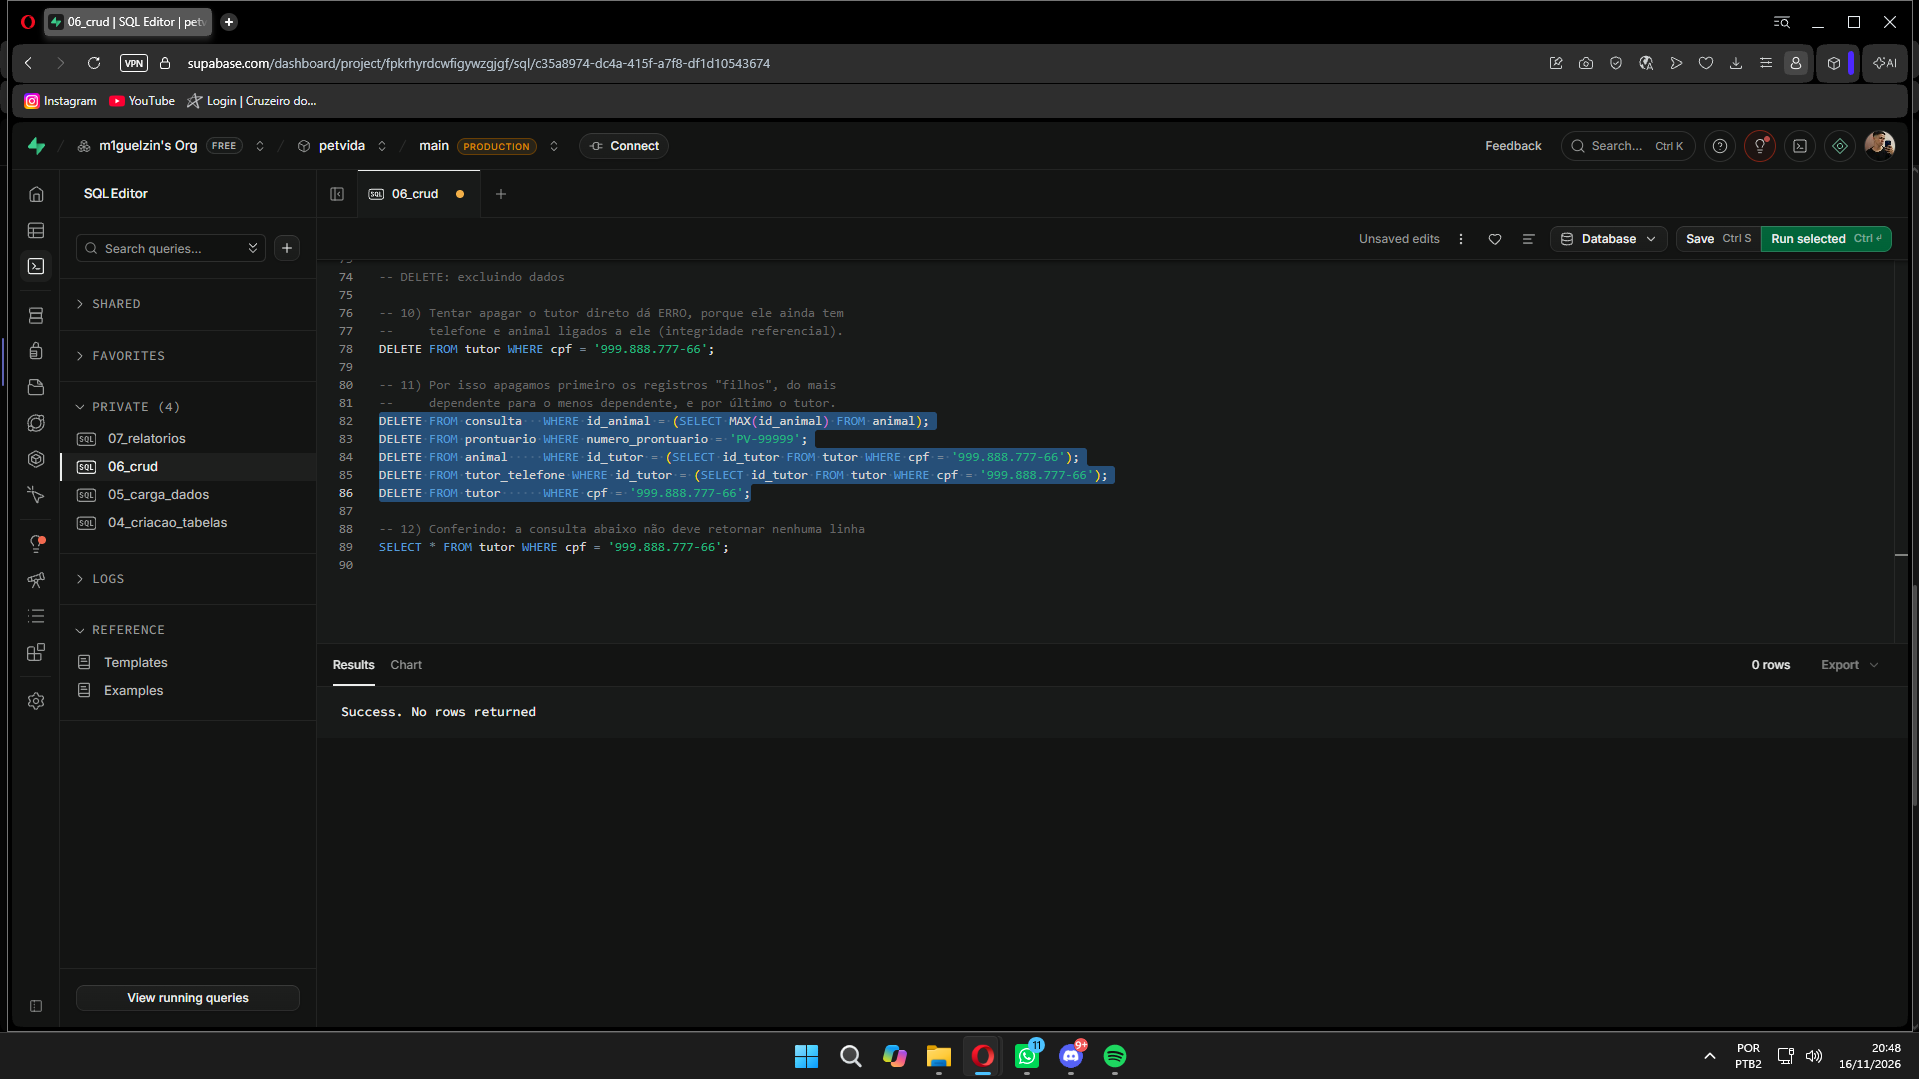 06_crud | SQL Editor | petv
VPN
supabase.com/dashboard/project/fpkrhyrdcwfigywzgjgf/sql/c35a8974-dc4a-415f-a7f8-df1d10543674
AI
Instagram
YouTube
Login | Cruzeiro do...
m1guelzin's Org
FREE
petvida
main
PRODUCTION
Connect
Feedback
Search...
Ctrl K
SQL Editor
SQL 06_crud
Search queries...
Unsaved edits
Database
Save Ctrl S
Run selected Ctrl
SHARED
FAVORITES
PRIVATE (4)
SQL 07_relatorios
SQL 06_crud
SQL 05_carga_dados
SQL 04_criacao_tabelas
LOGS
REFERENCE
Templates
Examples
View running queries
73
74 -- DELETE: excluindo dados
75
76 -- 10) Tentar apagar o tutor direto dá ERRO, porque ele ainda tem
77 --     telefone e animal ligados a ele (integridade referencial).
78 DELETE FROM tutor WHERE cpf = '999.888.777-66';
79
80 -- 11) Por isso apagamos primeiro os registros "filhos", do mais
81 --     dependente para o menos dependente, e por último o tutor.
82 DELETE FROM consulta   WHERE id_animal = (SELECT MAX(id_animal) FROM animal);
83 DELETE FROM prontuario WHERE numero_prontuario = 'PV-99999';
84 DELETE FROM animal     WHERE id_tutor = (SELECT id_tutor FROM tutor WHERE cpf = '999.888.777-66');
85 DELETE FROM tutor_telefone WHERE id_tutor = (SELECT id_tutor FROM tutor WHERE cpf = '999.888.777-66');
86 DELETE FROM tutor      WHERE cpf = '999.888.777-66';
87
88 -- 12) Conferindo: a consulta abaixo não deve retornar nenhuma linha
89 SELECT * FROM tutor WHERE cpf = '999.888.777-66';
90
Results
Chart
0 rows
Export
Success. No rows returned
11
9+
POR
PTB2
20:48
16/11/2026